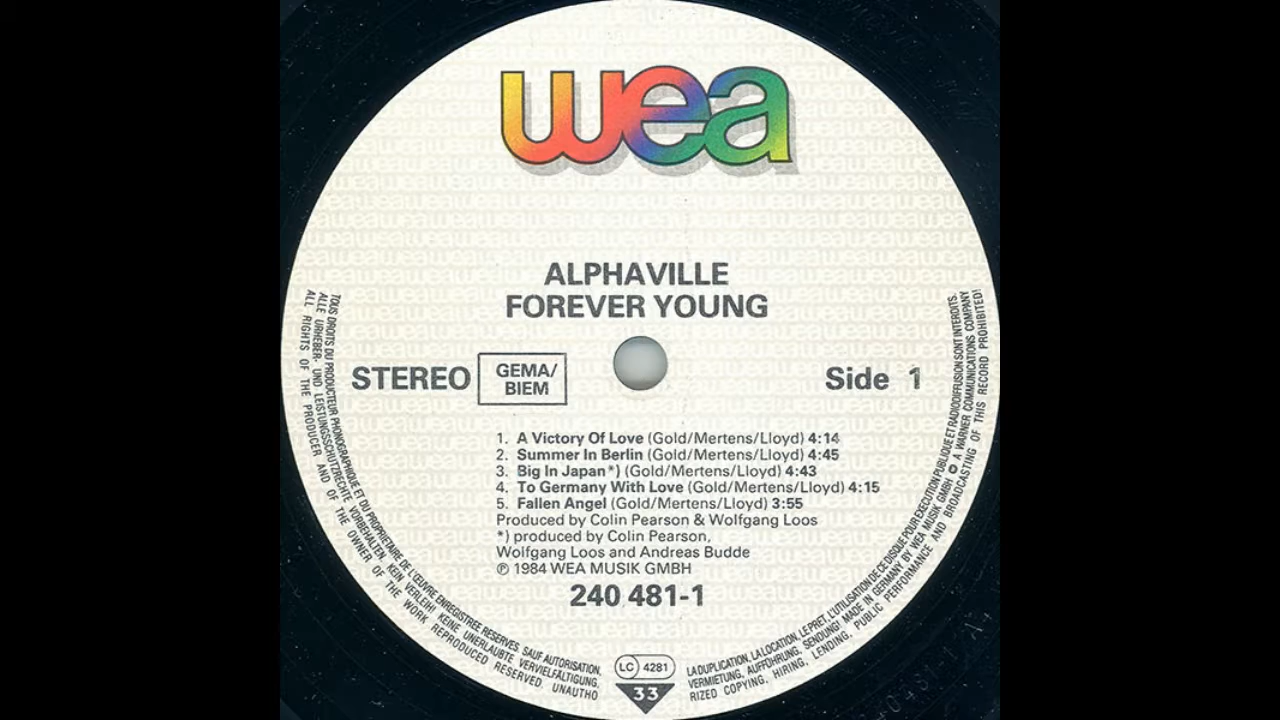 wea
ALPHAVILLE
FOREVER YOUNG
STEREO
GEMA/
BIEM
Side 1
1. A Victory Of Love (Gold/Mertens/Lloyd) 4:14
2. Summer In Berlin (Gold/Mertens/Lloyd) 4:45
3. Big In Japan*) (Gold/Mertens/Lloyd) 4:43
4. To Germany With Love (Gold/Mertens/Lloyd) 4:15
5. Fallen Angel (Gold/Mertens/Lloyd) 3:55
Produced by Colin Pearson & Wolfgang Loos
*) produced by Colin Pearson,
Wolfgang Loos and Andreas Budde
℗ 1984 WEA MUSIK GMBH
240 481-1
TOUS DROITS DU PRODUCTEUR PHONOGRAPHIQUE ET DU PROPRIETAIRE DE L'ŒUVRE ENREGISTREE RESERVES. SAUF AUTORISATION,
LA DUPLICATION, LA LOCATION, LE PRET, L'UTILISATION DE CE DISQUE POUR EXECUTION PUBLIQUE ET RADIODIFFUSION SONT INTERDITS.
ALLE URHEBER- UND LEISTUNGSSCHUTZRECHTE VORBEHALTEN. KEIN VERLEIH! KEINE UNERLAUBTE VERVIELFÄLTIGUNG,
VERMIETUNG, AUFFÜHRUNG, SENDUNG! MADE IN GERMANY BY WEA MUSIK GMBH A WARNER COMMUNICATIONS COMPANY
ALL RIGHTS OF THE PRODUCER AND OF THE OWNER OF THE WORK REPRODUCED RESERVED UNAUTHO
RIZED COPYING, HIRING, LENDING, PUBLIC PERFORMANCE AND BROADCASTING OF THIS RECORD PROHIBITED!
LC 4281
33